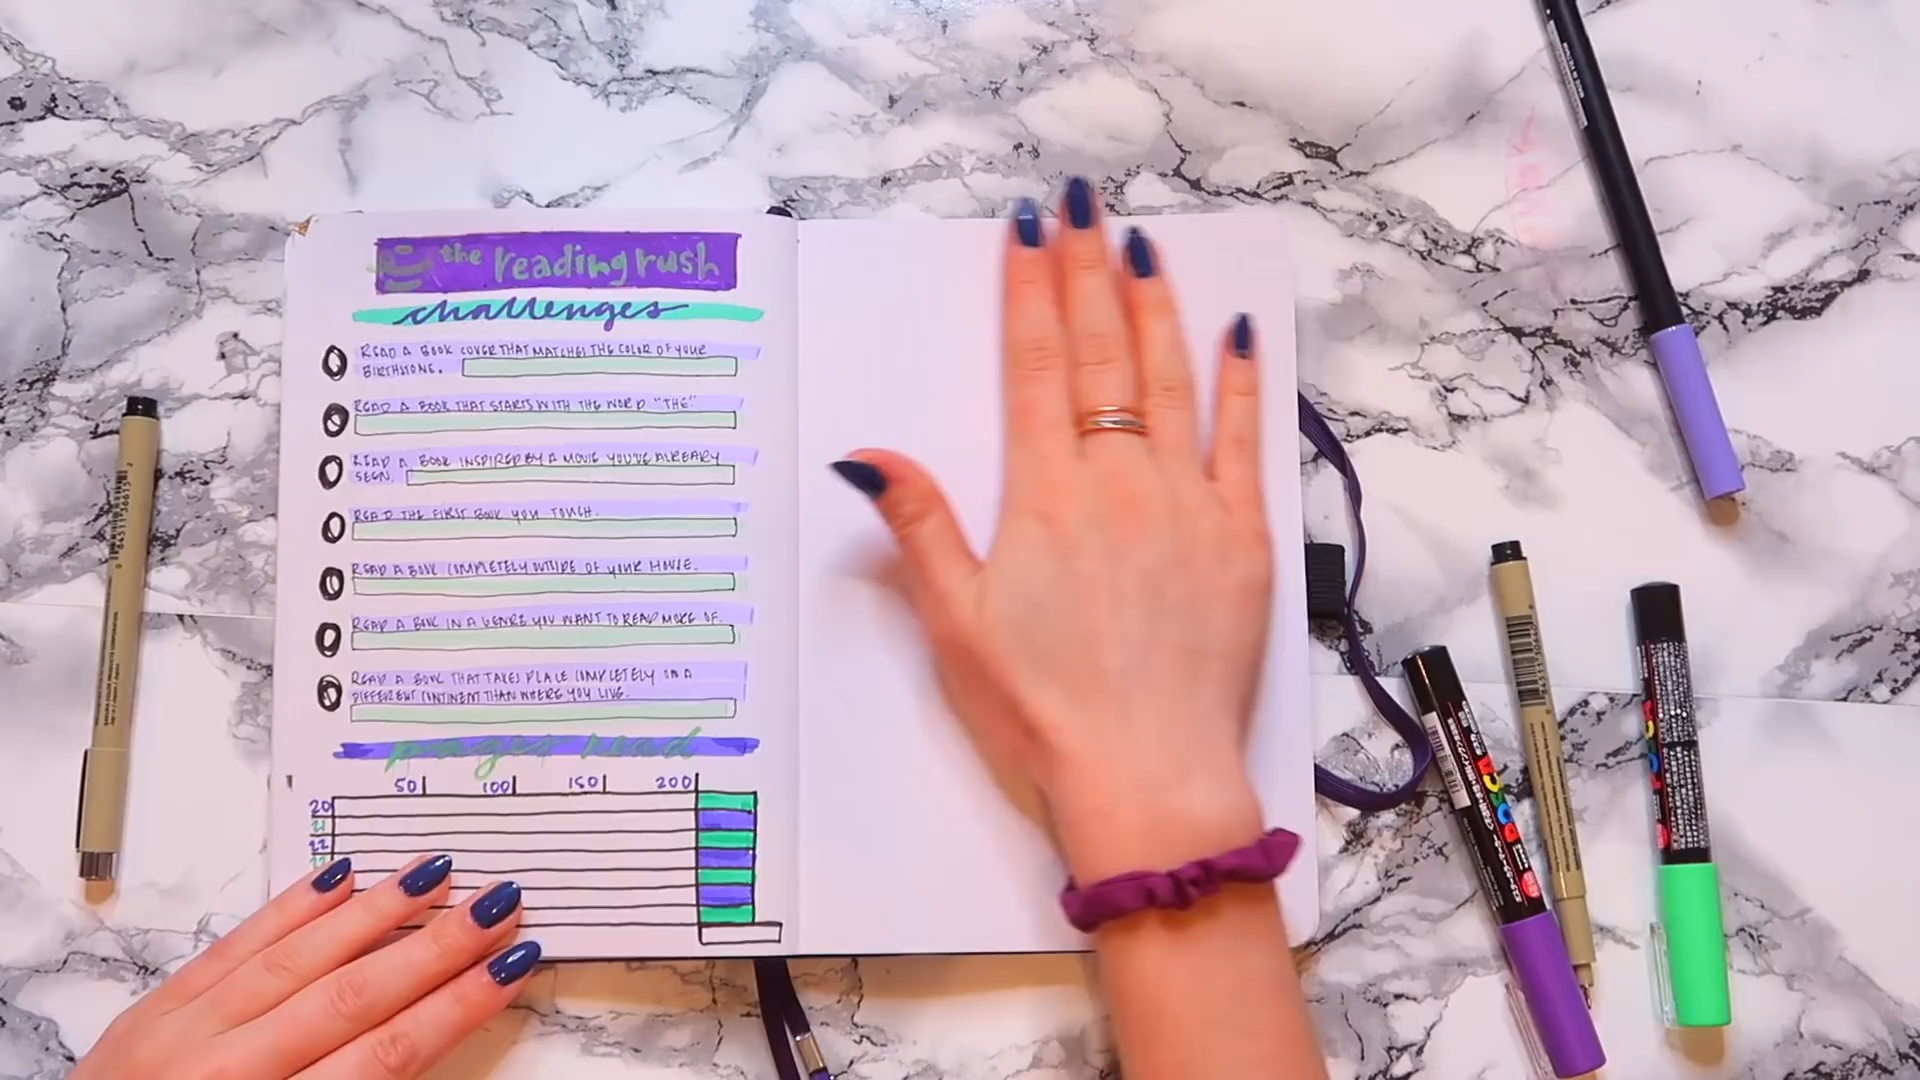 the reading rush
challenges
READ A BOOK COVER THAT MATCHES THE COLOR OF YOUR
BIRTHSTONE.
READ A BOOK THAT STARTS WITH THE WORD "THE"
READ A BOOK INSPIRED BY A MOVIE YOU'VE ALREADY
SEEN.
READ THE FIRST BOOK YOU TOUCH.
READ A BOOK COMPLETELY OUTSIDE OF YOUR HOUSE.
READ A BOOK IN A GENRE YOU WANT TO READ MORE OF.
READ A BOOK THAT TAKES PLACE COMPLETELY ON A
DIFFERENT CONTINENT THAN WHERE YOU LIVE.
pages read
50 100 150 200
20
21
22
POSCA